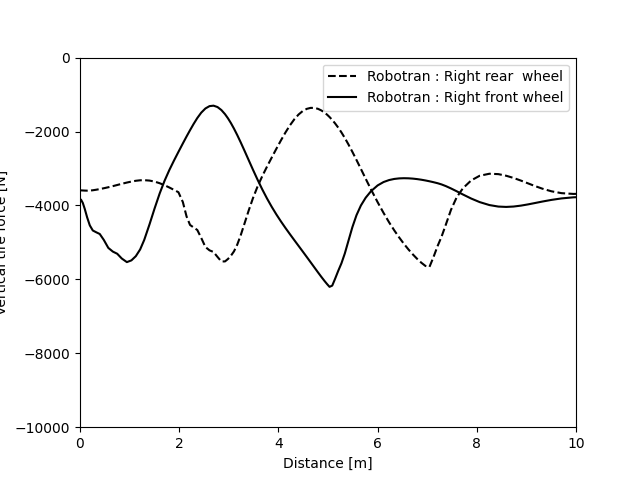 0
−2000
−4000
−6000
−8000
−10000
0 2 4 6 8 10
Distance [m]
Vertical tire force [N]
Robotran : Right rear  wheel
Robotran : Right front wheel